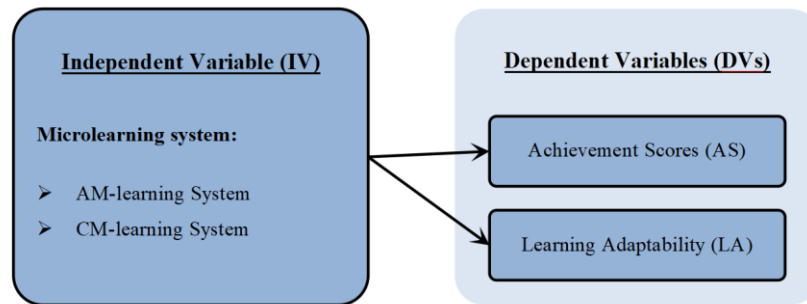 Independent Variable (IV)
Microlearning system:
➢ AM-learning System
➢ CM-learning System
Dependent Variables (DVs)
Achievement Scores (AS)
Learning Adaptability (LA)